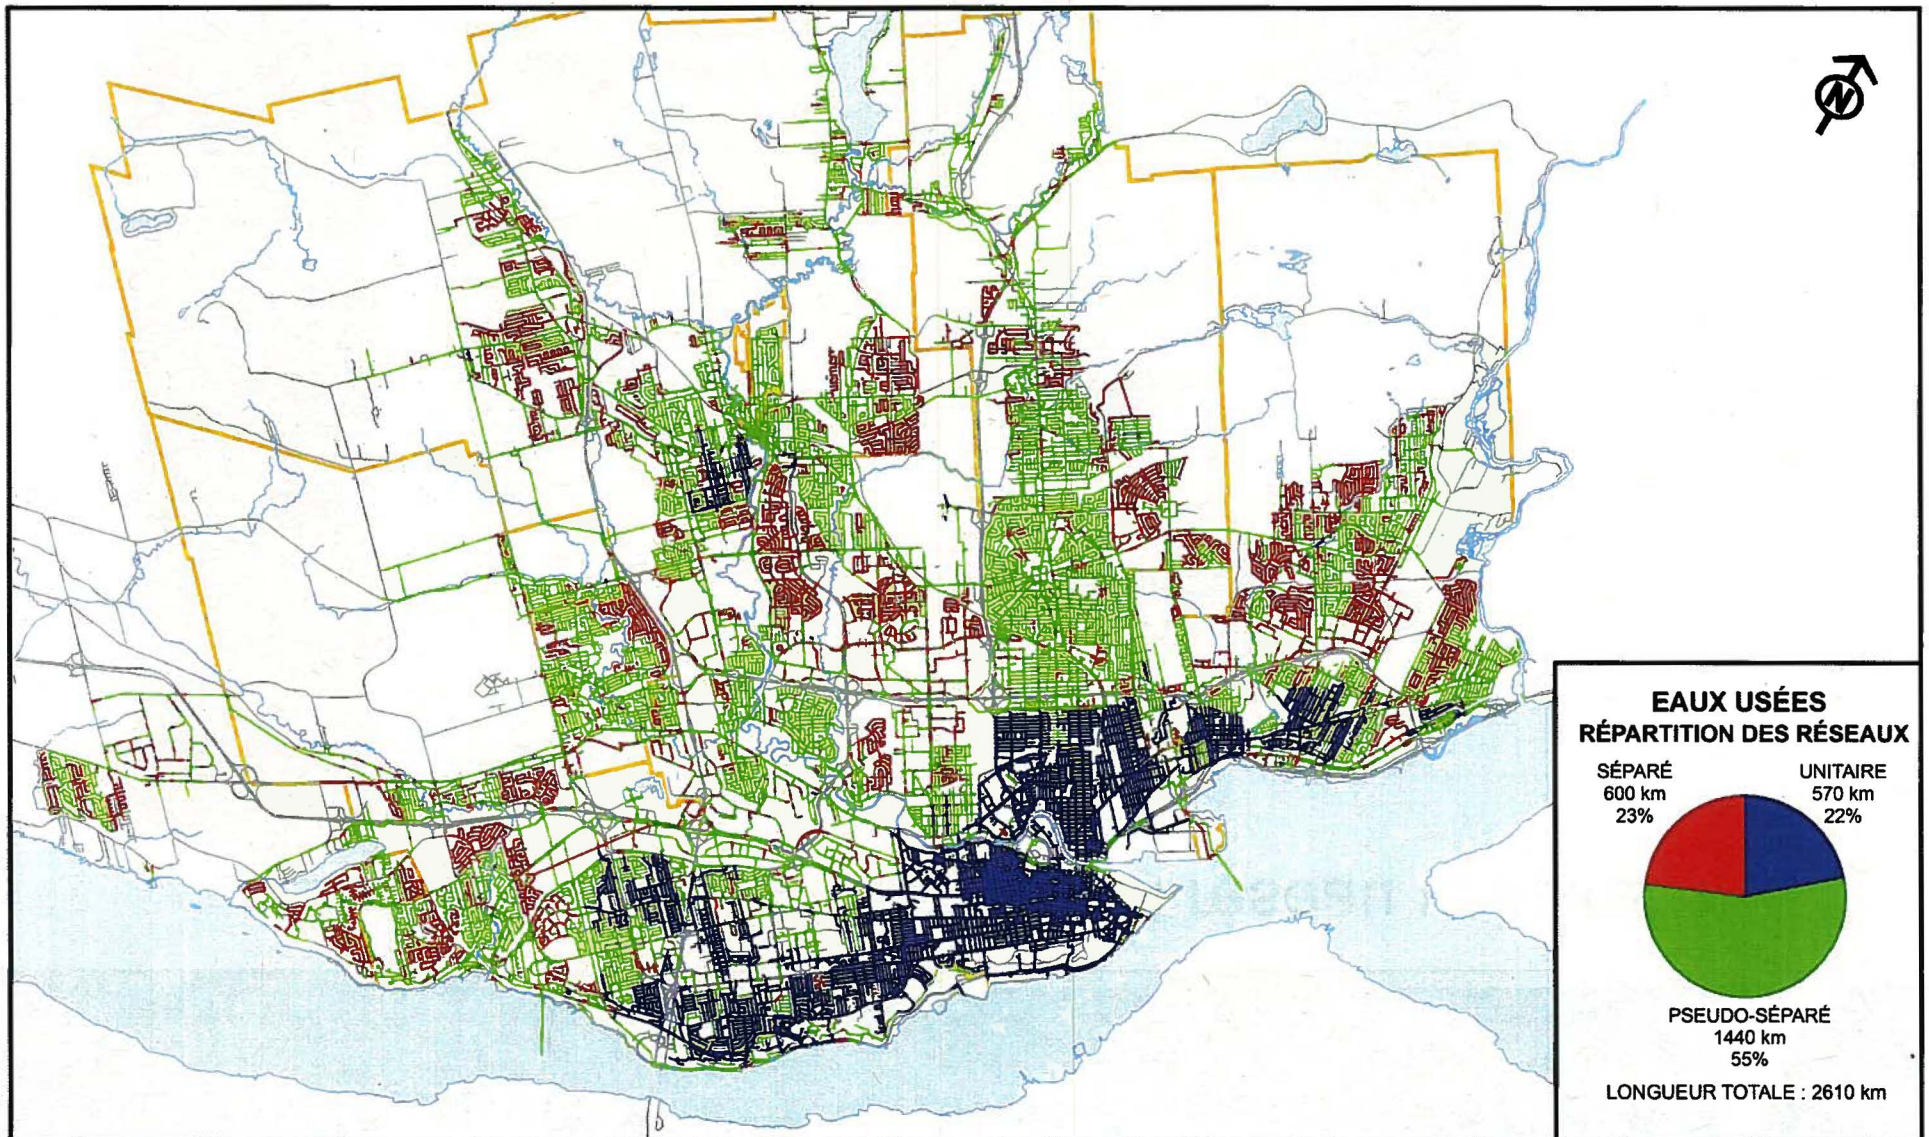 N
EAUX USÉES
RÉPARTITION DES RÉSEAUX
SÉPARÉ
600 km
23%
UNITAIRE
570 km
22%
PSEUDO-SÉPARÉ
1440 km
55%
LONGUEUR TOTALE : 2610 km